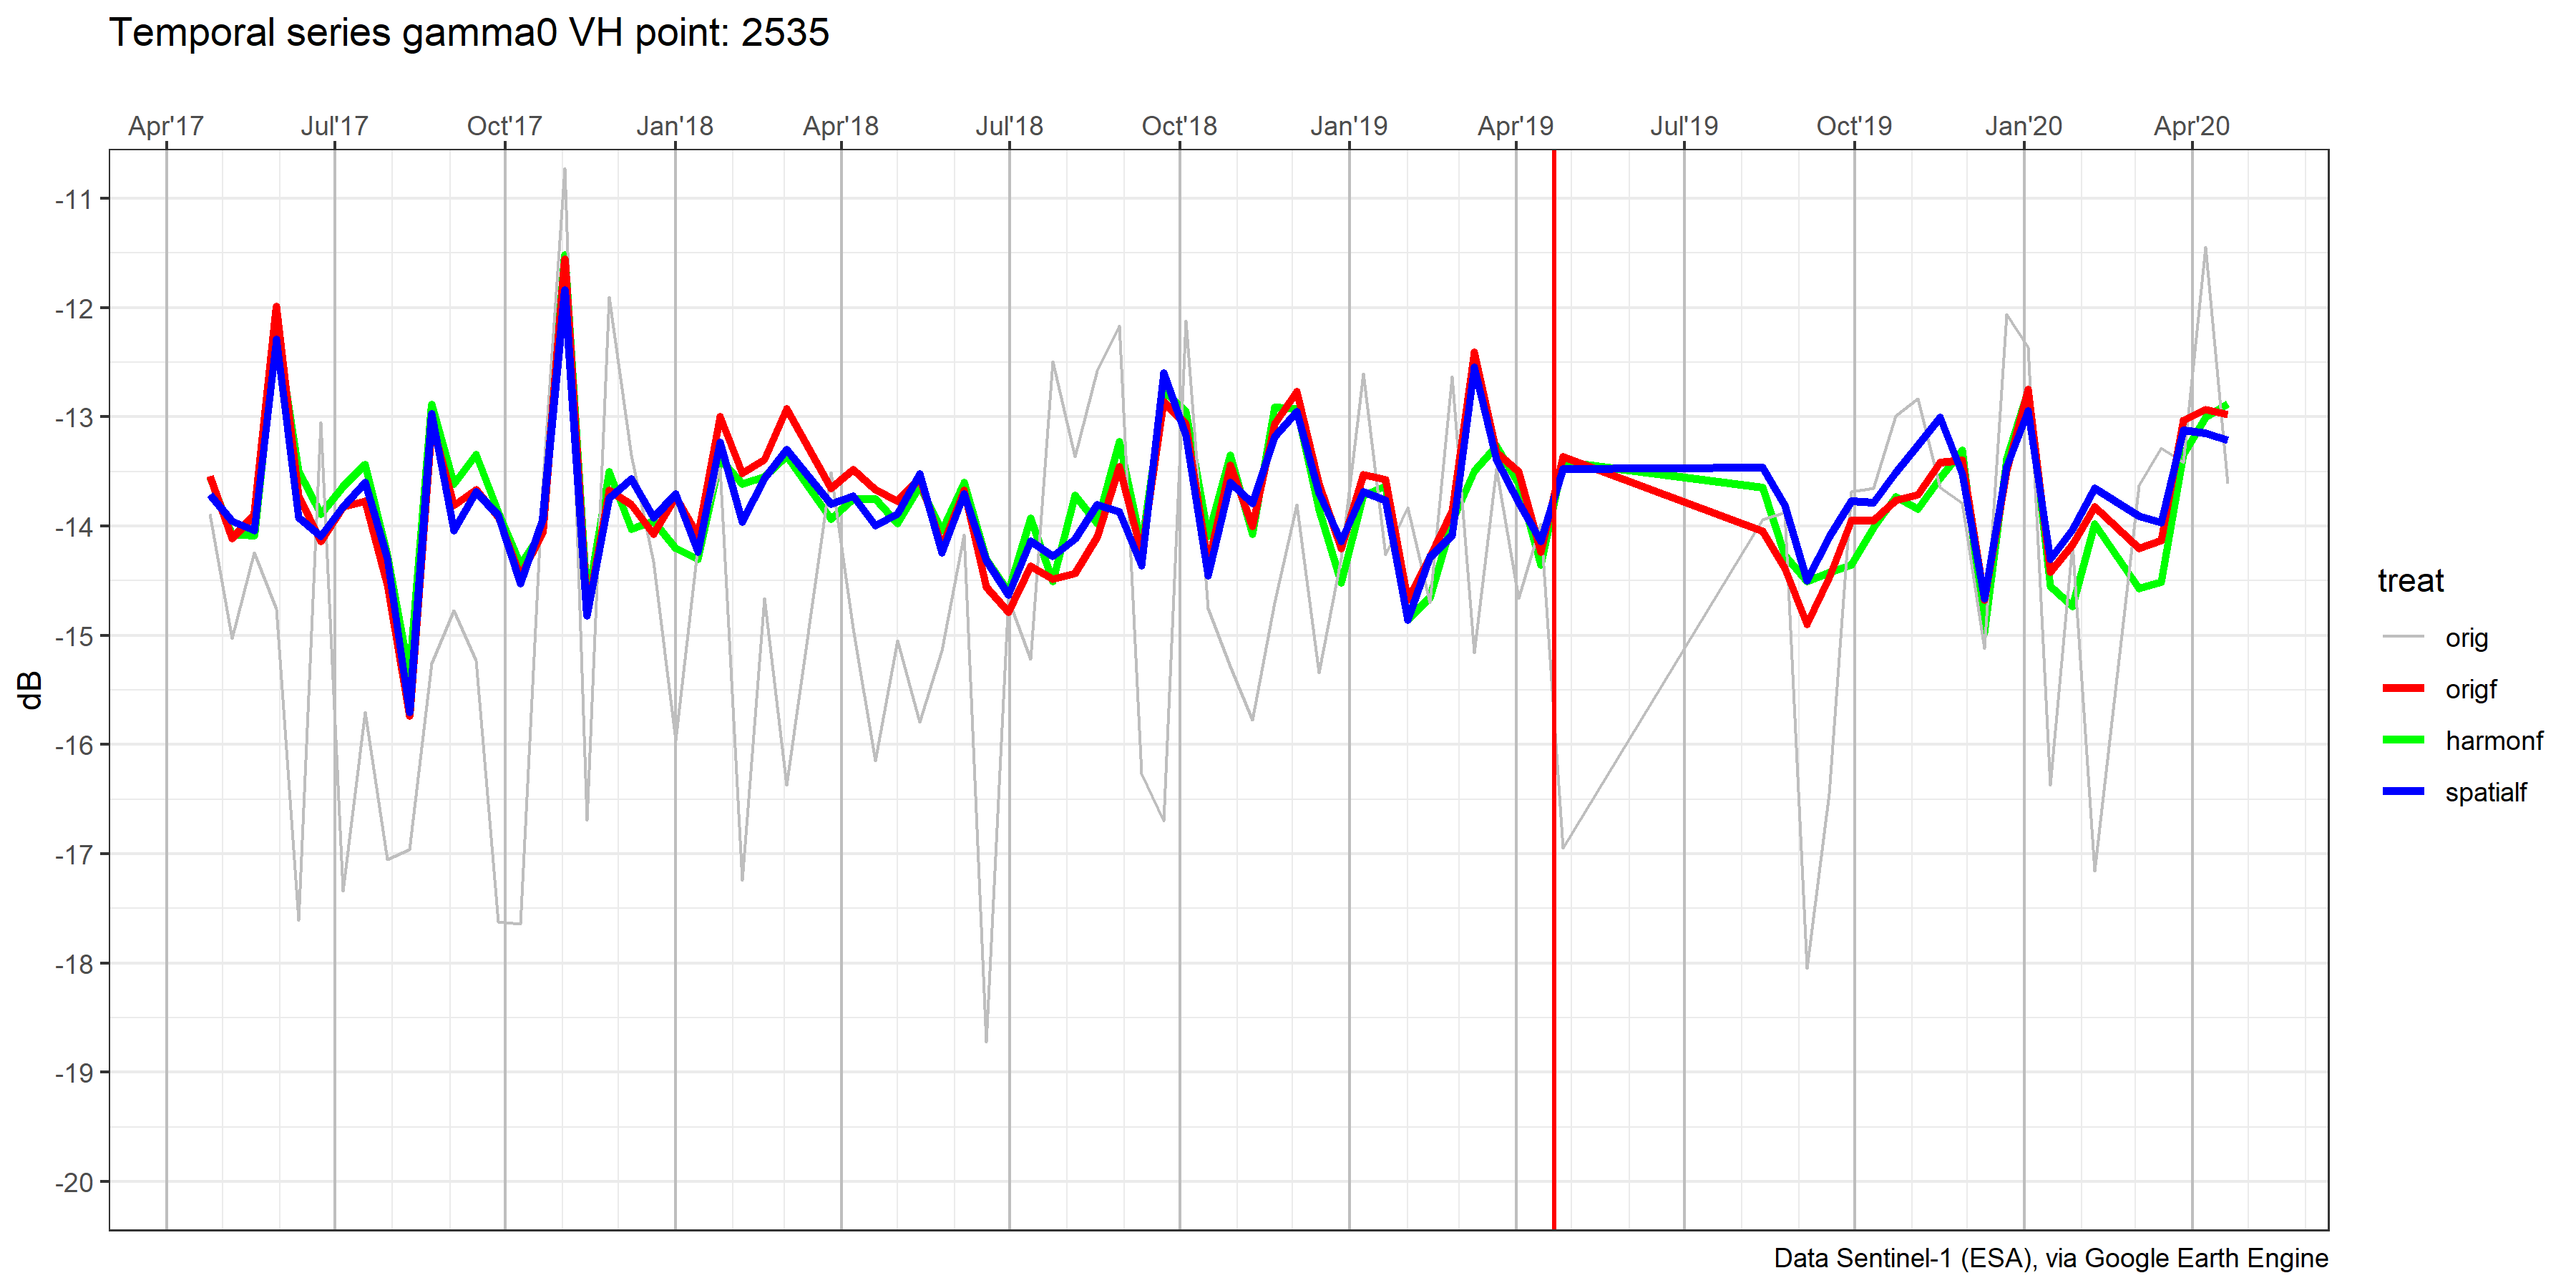 Temporal series gamma0 VH point: 2535
Apr'17 Jul'17 Oct'17 Jan'18 Apr'18 Jul'18 Oct'18 Jan'19 Apr'19 Jul'19 Oct'19 Jan'20 Apr'20
-11
-12
-13
-14
-15
-16
-17
-18
-19
-20
dB
treat
orig
origf
harmonf
spatialf
Data Sentinel-1 (ESA), via Google Earth Engine